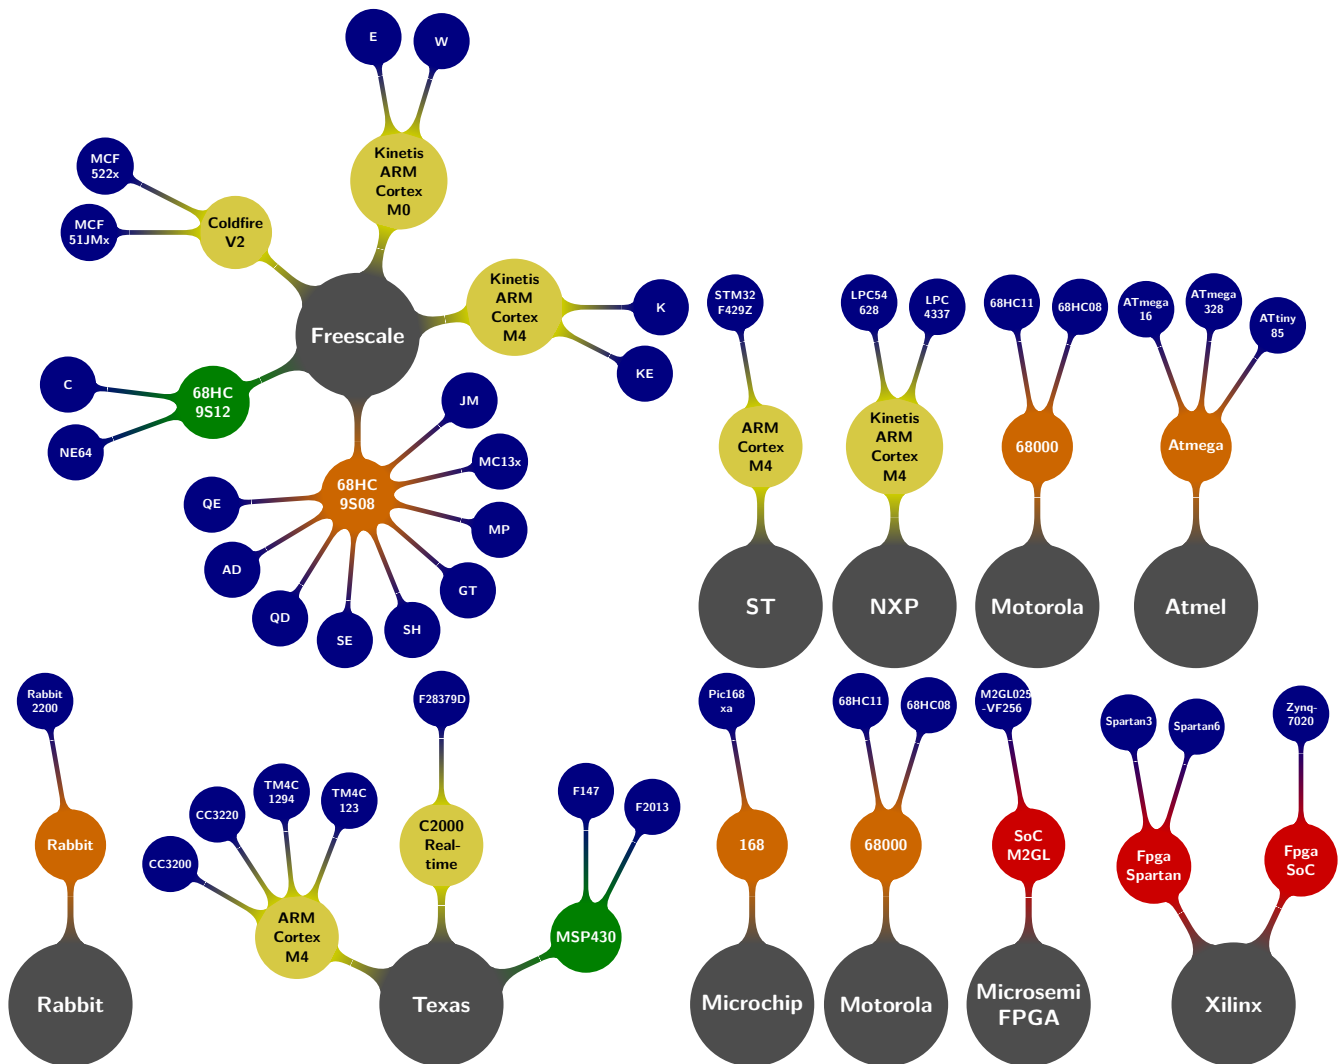 E
W
Kinetis
ARM
Cortex
M0
MCF
522x
MCF
51JMx
Coldfire
V2
Freescale
Kinetis
ARM
Cortex
M4
K
KE
C
NE64
68HC
9S12
68HC
9S08
JM
MC13x
MP
GT
SH
SE
QD
AD
QE
STM32
F429Z
ARM
Cortex
M4
ST
LPC54
628
LPC
4337
Kinetis
ARM
Cortex
M4
NXP
68HC11
68HC08
68000
Motorola
ATmega
16
ATmega
328
ATtiny
85
Atmega
Atmel
Rabbit
2200
Rabbit
Rabbit
CC3200
CC3220
TM4C
1294
TM4C
123
ARM
Cortex
M4
F28379D
C2000
Real-
time
F147
F2013
MSP430
Texas
Pic168
xa
168
Microchip
68HC11
68HC08
68000
Motorola
M2GL025
-VF256
SoC
M2GL
Microsemi
FPGA
Spartan3
Spartan6
Fpga
Spartan
Zynq-
7020
Fpga
SoC
Xilinx